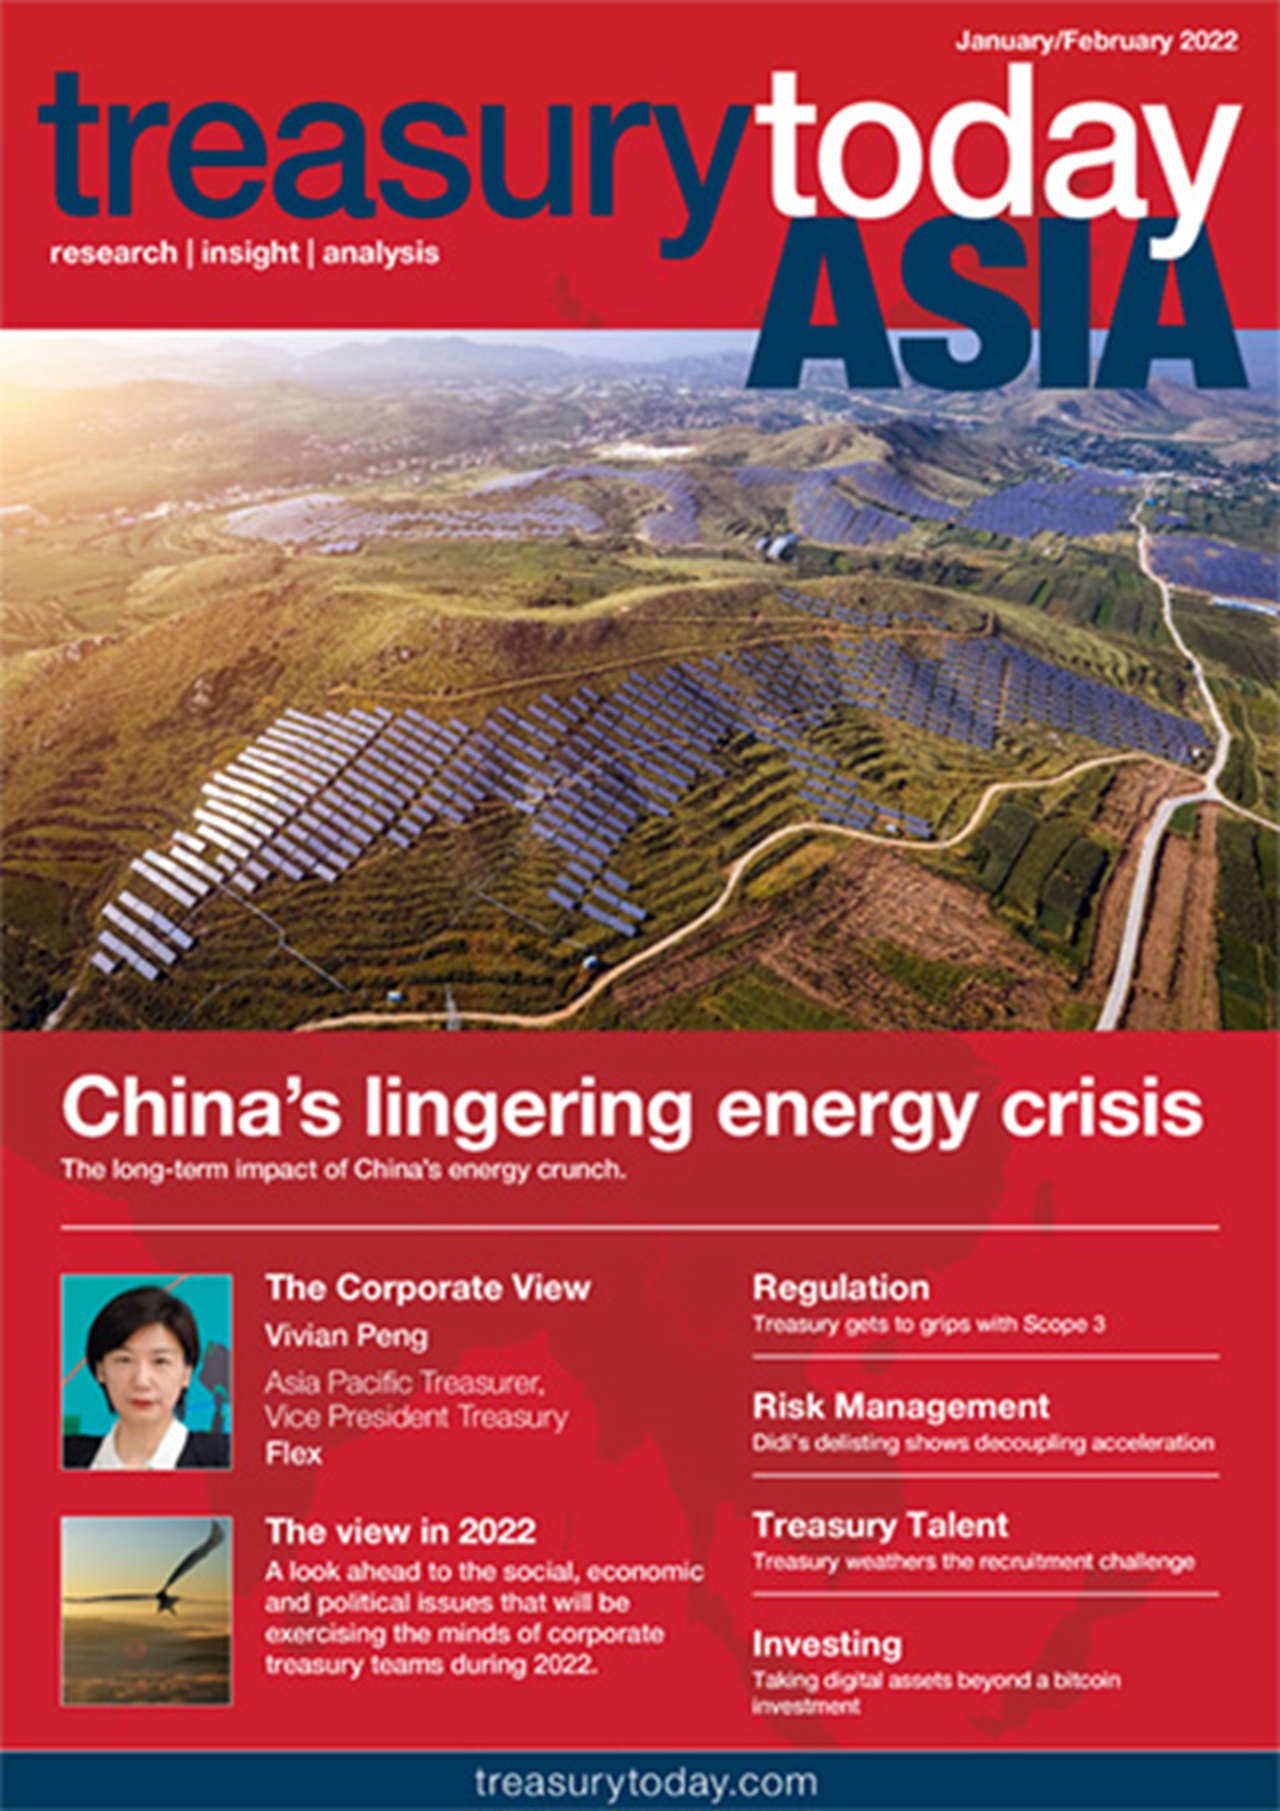 January/February 2022
treasurytoday
ASIA
research | insight | analysis
China's lingering energy crisis
The long-term impact of China's energy crunch.
The Corporate View
Vivian Peng
Asia Pacific Treasurer,
Vice President Treasury
Flex
The view in 2022
A look ahead to the social, economic
and political issues that will be
exercising the minds of corporate
treasury teams during 2022.
Regulation
Treasury gets to grips with Scope 3
Risk Management
Didi's delisting shows decoupling acceleration
Treasury Talent
Treasury weathers the recruitment challenge
Investing
Taking digital assets beyond a bitcoin
investment
treasurytoday.com